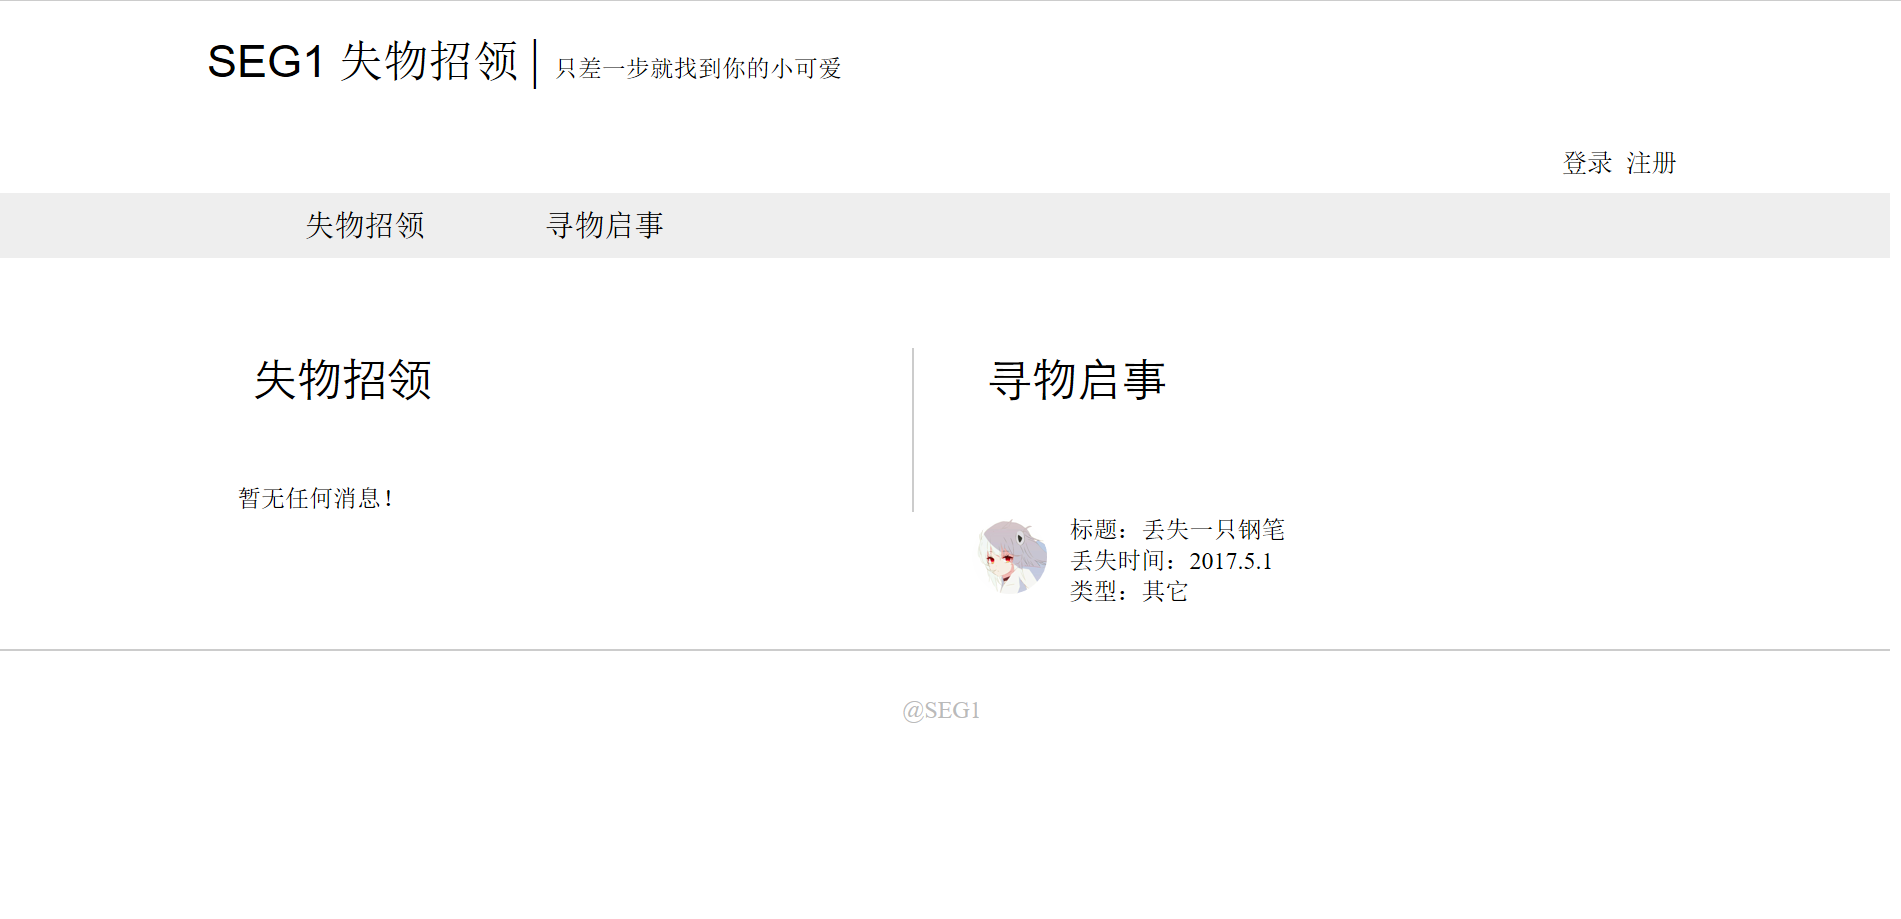 SEG1 失物招领 | 只差一步就找到你的小可爱
登录 注册
失物招领 寻物启事
失物招领
暂无任何消息！
寻物启事
标题：丢失一只钢笔
丢失时间：2017.5.1
类型：其它
@SEG1